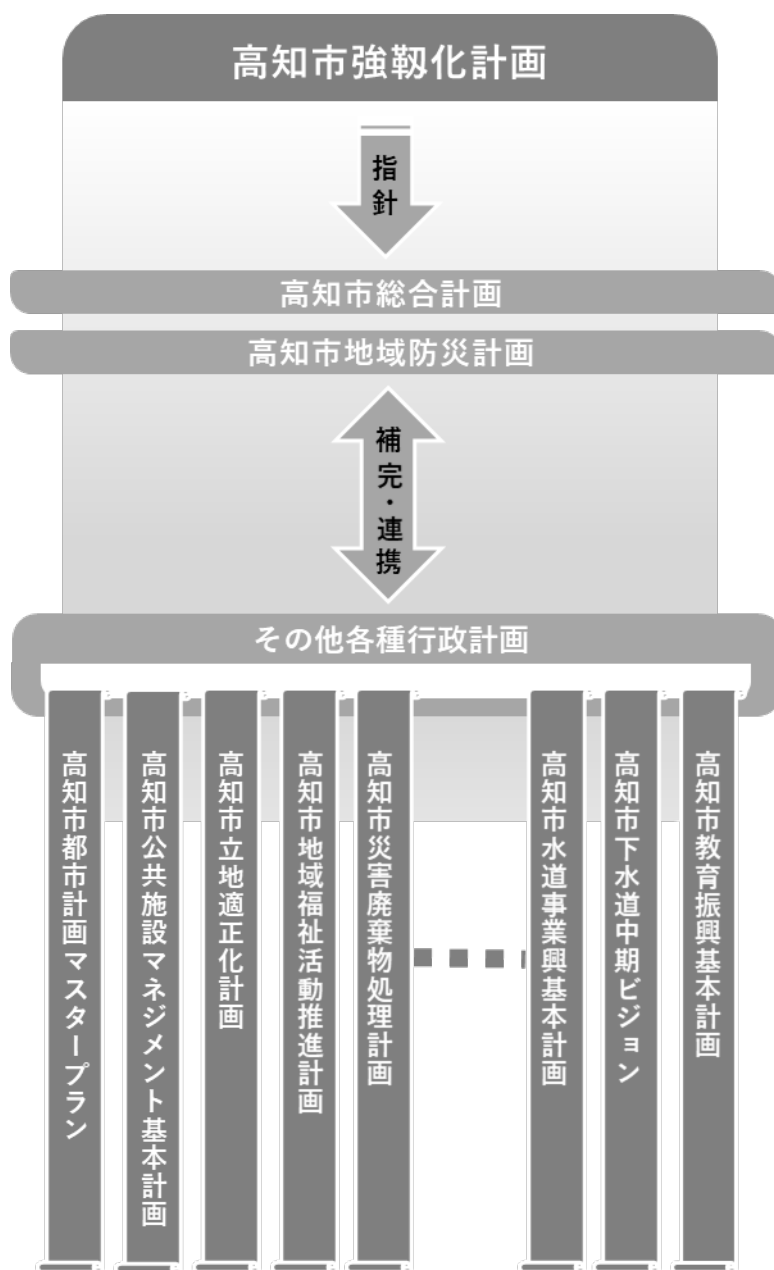 高知市強靱化計画
指針
高知市総合計画
高知市地域防災計画
補完・連携
その他各種行政計画
高知市都市計画マスタープラン
高知市公共施設マネジメント基本計画
高知市立地適正化計画
高知市地域福祉活動推進計画
高知市災害廃棄物処理計画
高知市水道事業興基本計画
高知市下水道中期ビジョン
高知市教育振興基本計画